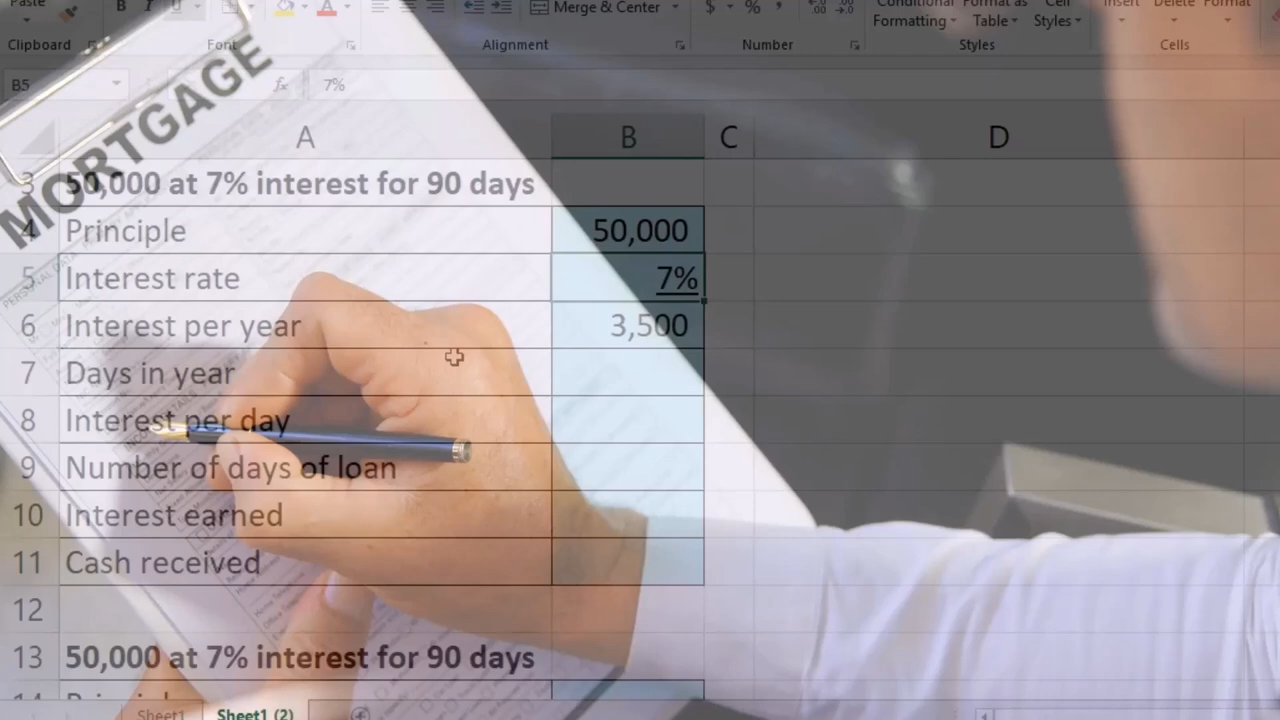 Paste B I U Merge & Center $ % , Conditional Format as Cell Insert Delete Format
Formatting Table Styles
Clipboard Font Alignment Number Styles Cells
B5 fx 7%
A B C D
MORTGAGE
3 50,000 at 7% interest for 90 days
4 Principle 50,000
5 Interest rate 7%
6 Interest per year 3,500
7 Days in year
8 Interest per day
9 Number of days of loan
10 Interest earned
11 Cash received
12
13 50,000 at 7% interest for 90 days
Sheet1 Sheet1 (2)